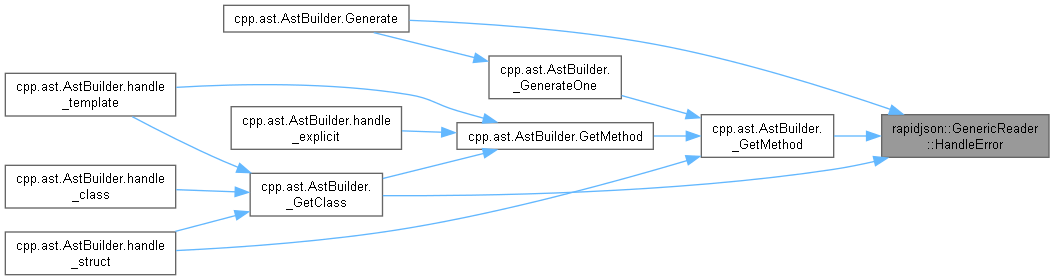 cpp.ast.AstBuilder.Generate
cpp.ast.AstBuilder.
_GenerateOne
cpp.ast.AstBuilder.handle
_template
cpp.ast.AstBuilder.handle
_explicit
cpp.ast.AstBuilder.GetMethod
cpp.ast.AstBuilder.
_GetMethod
rapidjson::GenericReader
::HandleError
cpp.ast.AstBuilder.handle
_class
cpp.ast.AstBuilder.
_GetClass
cpp.ast.AstBuilder.handle
_struct